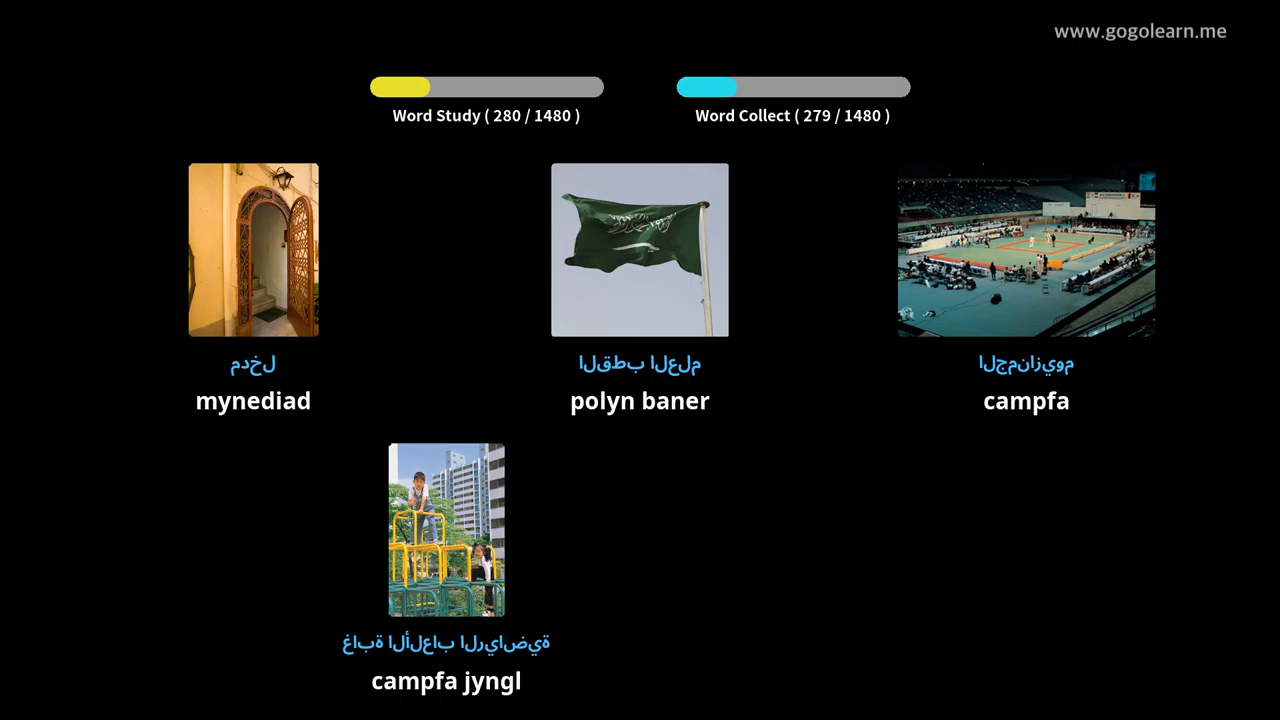 www.gogolearn.me
Word Study ( 280 / 1480 )
Word Collect ( 279 / 1480 )
مدخل
mynediad
القطب العلم
polyn baner
الجمنازيوم
campfa
غابة الألعاب الرياضية
campfa jyngl